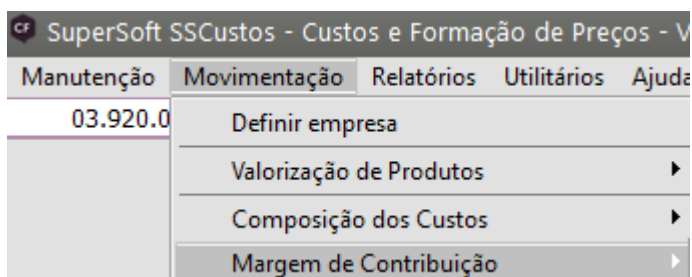 SuperSoft SSCustos - Custos e Formação de Preços - V
Manutenção Movimentação Relatórios Utilitários Ajuda
03.920.0
Definir empresa
Valorização de Produtos
Composição dos Custos
Margem de Contribuição